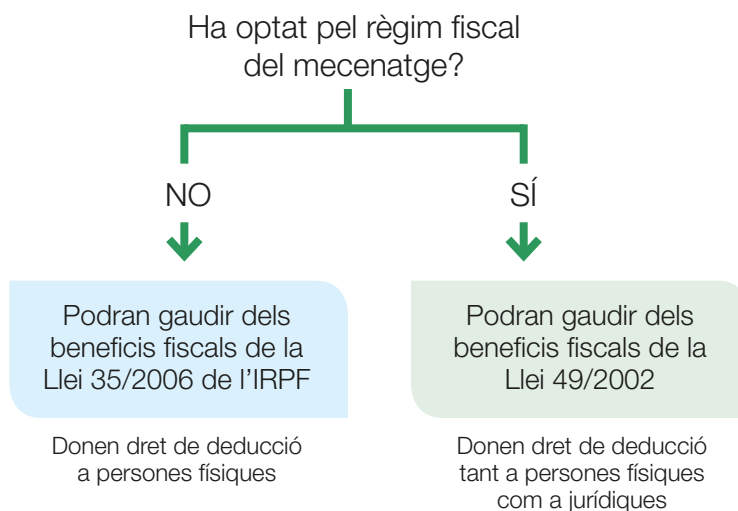 Ha optat pel règim fiscal
del mecenatge?
NO
SÍ
Podran gaudir dels
beneficis fiscals de la
Llei 35/2006 de l’IRPF
Podran gaudir dels
beneficis fiscals de la
Llei 49/2002
Donen dret de deducció
a persones físiques
Donen dret de deducció
tant a persones físiques
com a jurídiques